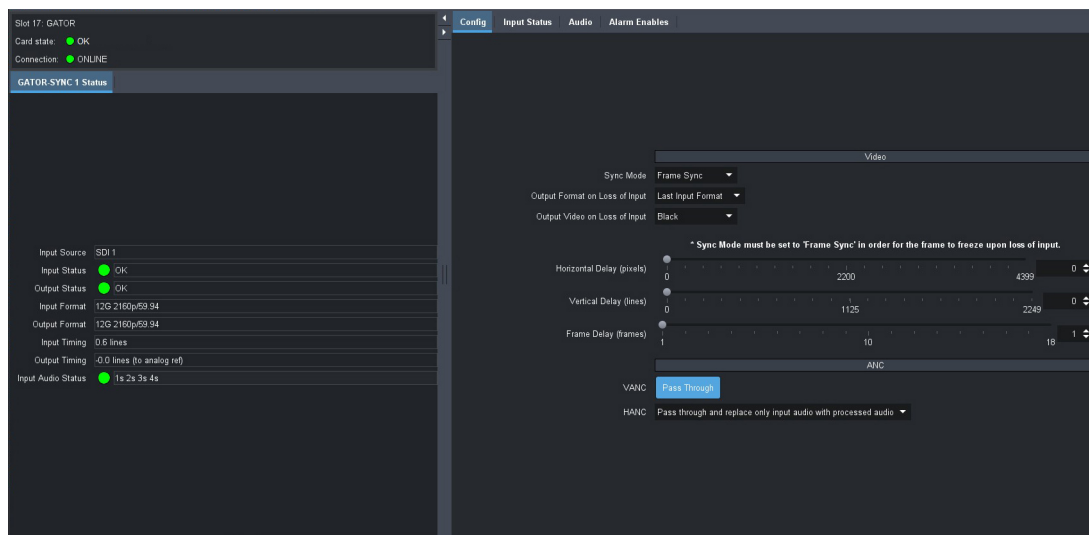 Slot 17: GATOR
Card state: OK
Connection: ONLINE
GATOR-SYNC 1 Status
Input Source SDI 1
Input Status OK
Output Status OK
Input Format 12G 2160p/59.94
Output Format 12G 2160p/59.94
Input Timing 0.6 lines
Output Timing -0.0 lines (to analog ref)
Input Audio Status 1s 2s 3s 4s
Config Input Status Audio Alarm Enables
Video
Sync Mode Frame Sync
Output Format on Loss of Input Last Input Format
Output Video on Loss of Input Black
* Sync Mode must be set to 'Frame Sync' in order for the frame to freeze upon loss of input.
Horizontal Delay (pixels) 0
0 2200 4399
Vertical Delay (lines) 0
0 1125 2249
Frame Delay (frames) 1
1 10 18
ANC
VANC Pass Through
HANC Pass through and replace only input audio with processed audio